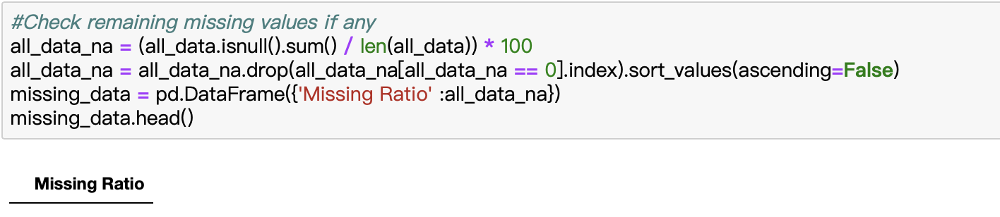 #Check remaining missing values if any
all_data_na = (all_data.isnull().sum() / len(all_data)) * 100
all_data_na = all_data_na.drop(all_data_na[all_data_na == 0].index).sort_values(ascending=False)
missing_data = pd.DataFrame({'Missing Ratio' :all_data_na})
missing_data.head()
Missing Ratio